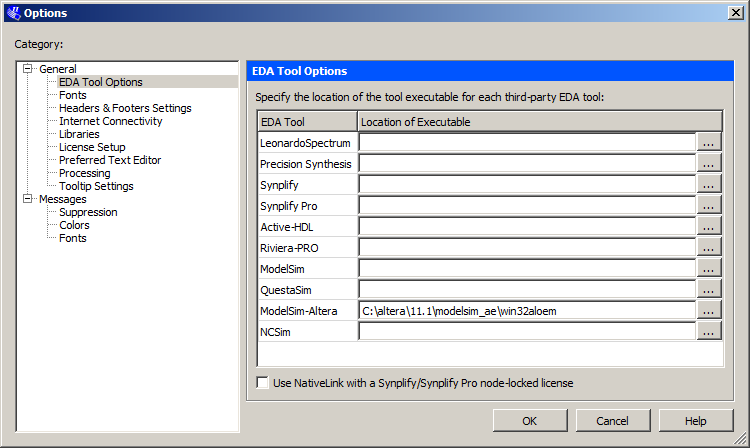 Options
Category:
General
EDA Tool Options
Fonts
Headers & Footers Settings
Internet Connectivity
Libraries
License Setup
Preferred Text Editor
Processing
Tooltip Settings
Messages
Suppression
Colors
Fonts
EDA Tool Options
Specify the location of the tool executable for each third-party EDA tool:
EDA Tool Location of Executable
LeonardoSpectrum ...
Precision Synthesis ...
Synplify ...
Synplify Pro ...
Active-HDL ...
Riviera-PRO ...
ModelSim ...
QuestaSim ...
ModelSim-Altera C:\altera\11.1\modelsim_ae\win32aloem ...
NCSim ...
Use NativeLink with a Synplify/Synplify Pro node-locked license
OK Cancel Help